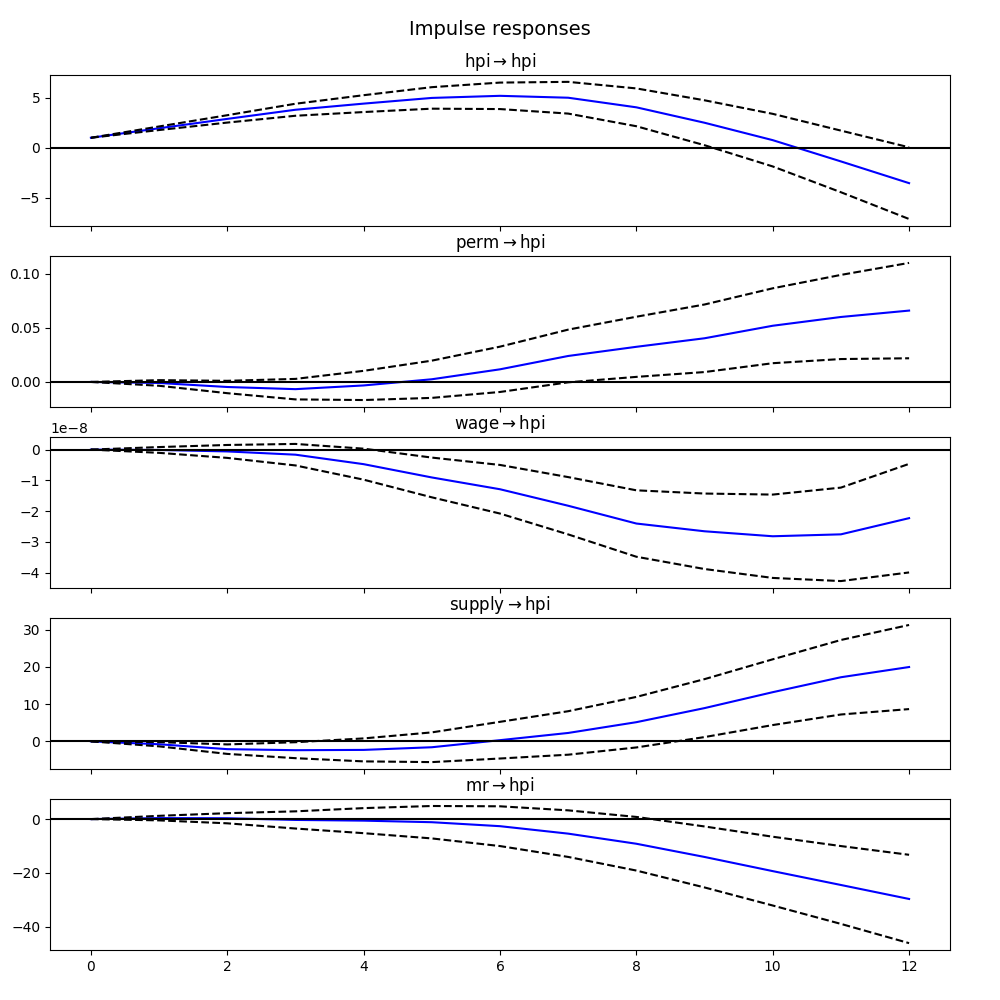 Impulse responses
hpi → hpi
5
0
−5
perm → hpi
0.10
0.05
0.00
wage → hpi
1e−8
0
−1
−2
−3
−4
supply → hpi
30
20
10
0
mr → hpi
0
−20
−40
0 2 4 6 8 10 12